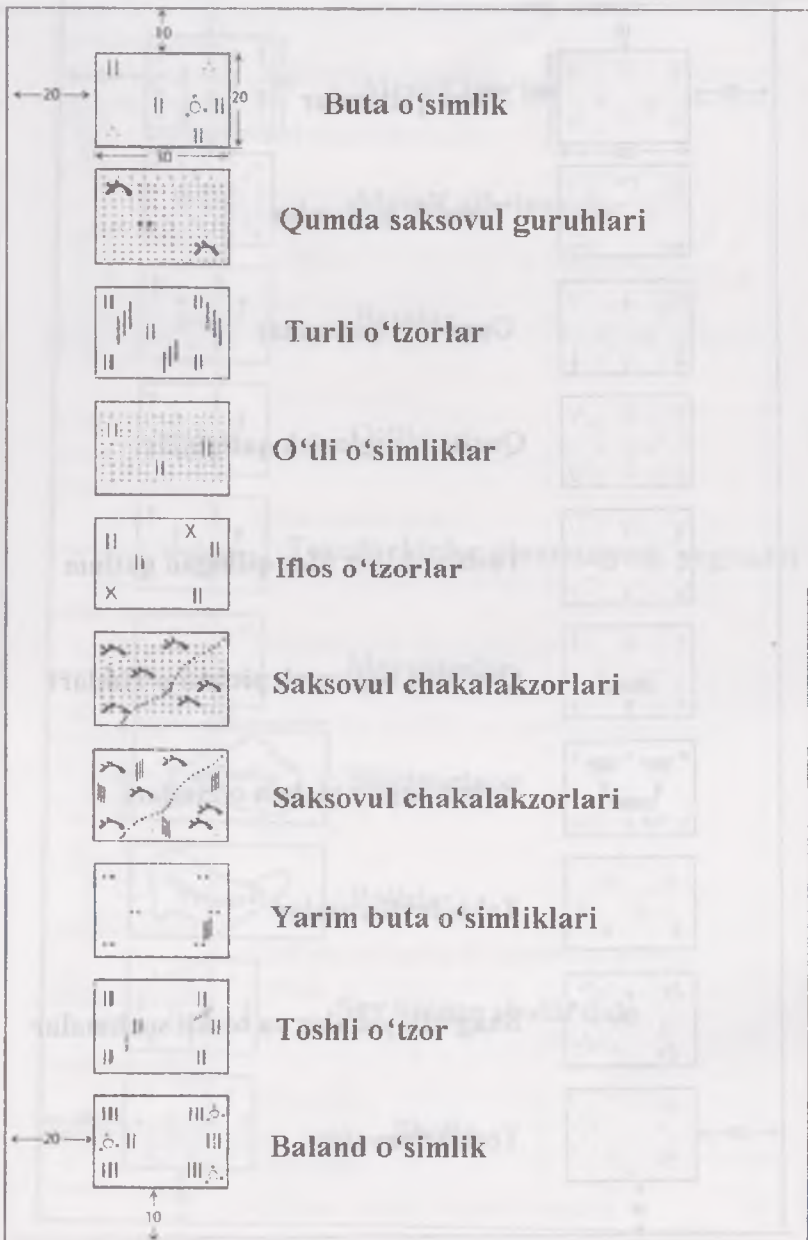 10
20
20
Buta o‘simlik
30
Qumda saksovul guruhlari
Turli o‘tzorlar
O‘tli o‘simliklar
Iflos o‘tzorlar
Saksovul chakalakzorlari
Saksovul chakalakzorlari
Yarim buta o‘simliklari
Toshli o‘tzor
20
Baland o‘simlik
10